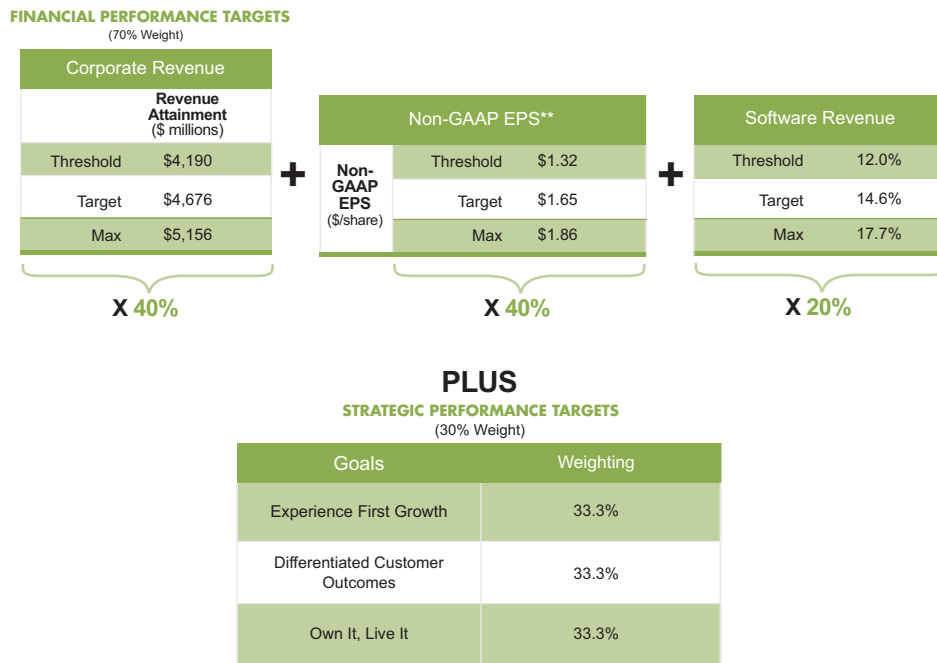 FINANCIAL PERFORMANCE TARGETS
(70% Weight)
Corporate Revenue
Revenue
Attainment
($ millions)
Threshold $4,190
Target $4,676
Max $5,156
X 40%
+
Non-GAAP EPS**
Non-
GAAP
EPS
($/share)
Threshold $1.32
Target $1.65
Max $1.86
X 40%
+
Software Revenue
Threshold 12.0%
Target 14.6%
Max 17.7%
X 20%
PLUS
STRATEGIC PERFORMANCE TARGETS
(30% Weight)
Goals Weighting
Experience First Growth 33.3%
Differentiated Customer
Outcomes 33.3%
Own It, Live It 33.3%